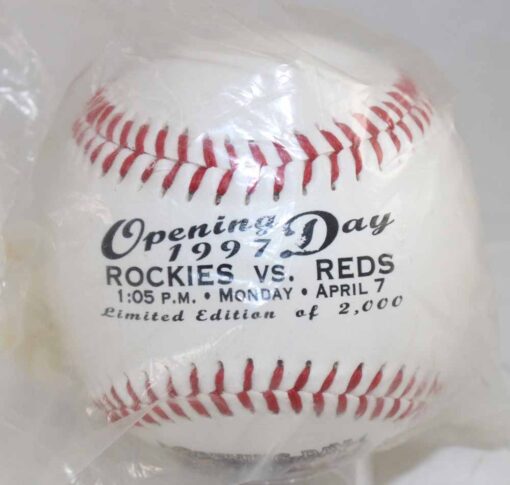 Opening Day
1997
ROCKIES VS. REDS
1:05 P.M. • MONDAY • APRIL 7
Limited Edition of 2,000